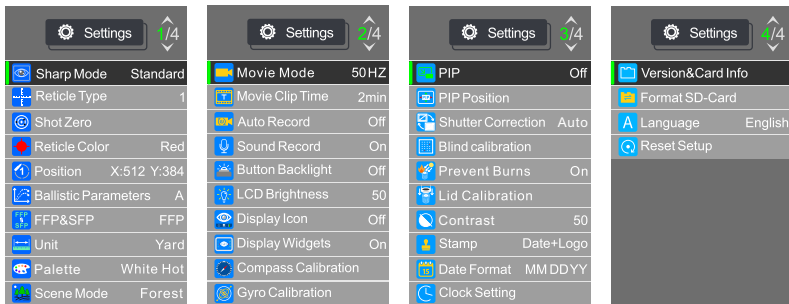 Settings 1/4
Sharp Mode Standard
Reticle Type 1
Shot Zero
Reticle Color Red
1 Position X:512 Y:384
Ballistic Parameters A
FFP SFP FFP&SFP FFP
Unit Yard
Palette White Hot
Scene Mode Forest
Settings 2/4
Movie Mode 50HZ
Movie Clip Time 2min
Auto Record Off
Sound Record On
Button Backlight Off
LCD Brightness 50
Display Icon Off
Display Widgets On
Compass Calibration
Gyro Calibration
Settings 3/4
PIP Off
PIP Position
Shutter Correction Auto
Blind calibration
Prevent Burns On
Lid Calibration
Contrast 50
Stamp Date+Logo
15 Date Format MMDDYY
Clock Setting
Settings 4/4
Version&Card Info
Format SD-Card
A Language English
Reset Setup